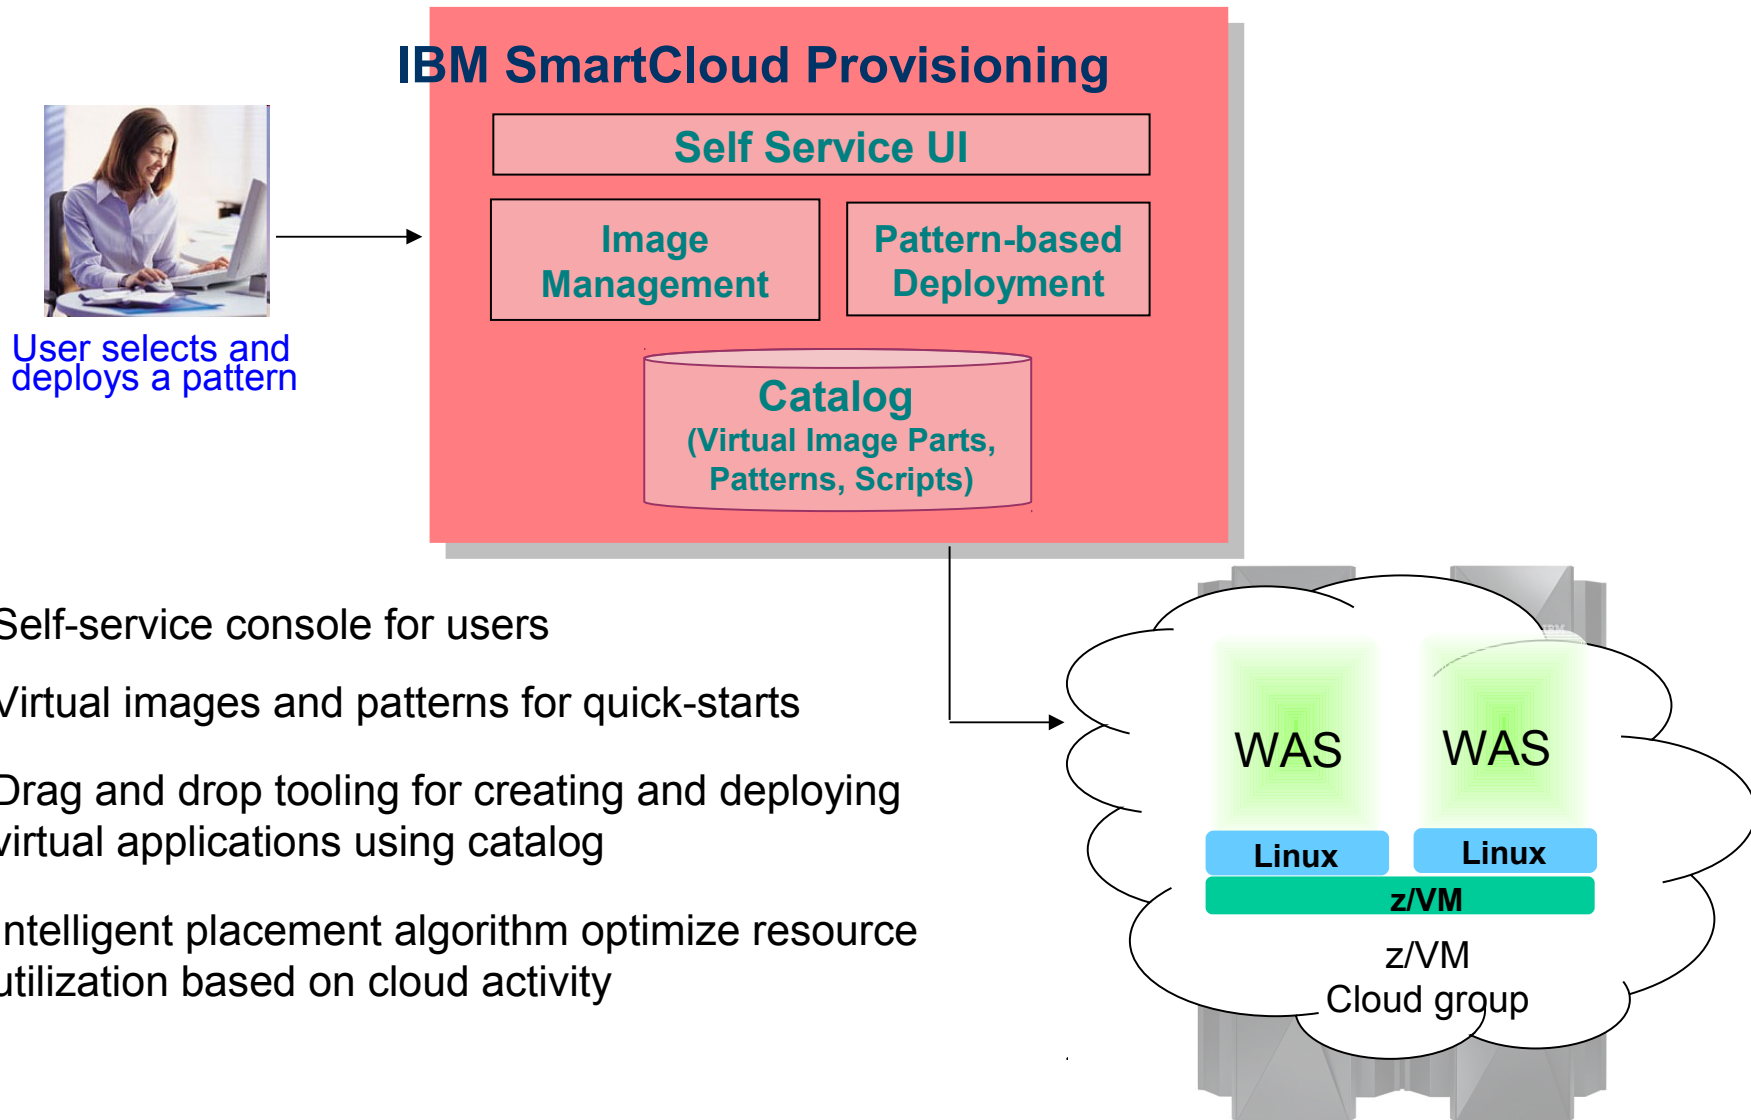 IBM SmartCloud Provisioning
Self Service UI
Image
Management
Pattern-based
Deployment
User selects and
deploys a pattern
Catalog
(Virtual Image Parts,
Patterns, Scripts)
Self-service console for users
Virtual images and patterns for quick-starts
Drag and drop tooling for creating and deploying
virtual applications using catalog
Intelligent placement algorithm optimize resource
utilization based on cloud activity
IBM
WAS
WAS
Linux
Linux
z/VM
z/VM
Cloud group